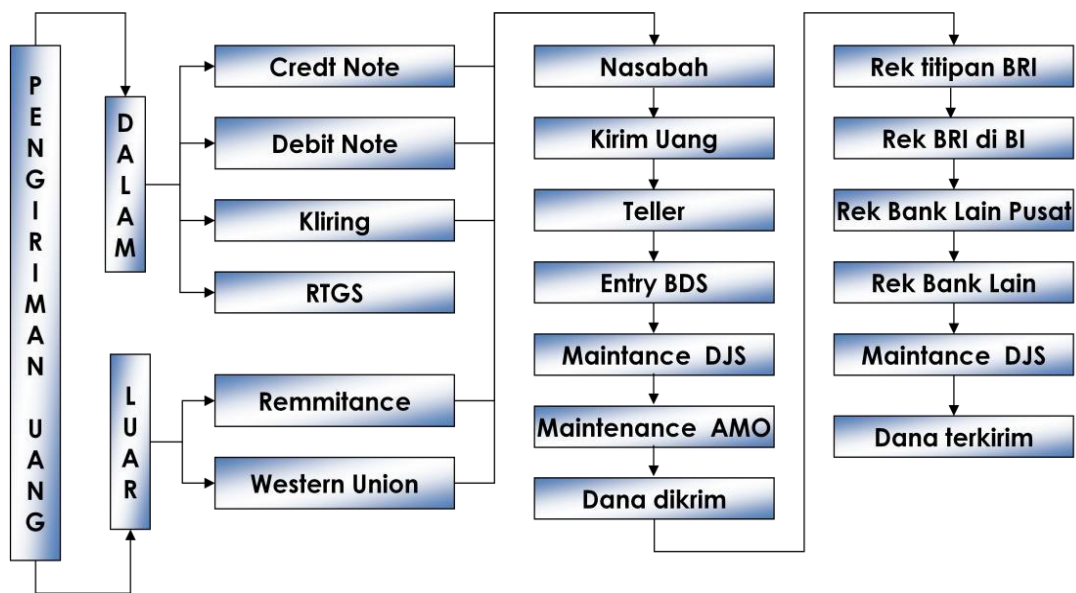 PENGIRIMAN UANG
DALAM
Credt Note
Debit Note
Kliring
RTGS
LUAR
Remmitance
Western Union
Nasabah
Kirim Uang
Teller
Entry BDS
Maintance DJS
Maintenance AMO
Dana dikrim
Rek titipan BRI
Rek BRI di BI
Rek Bank Lain Pusat
Rek Bank Lain
Maintance DJS
Dana terkirim